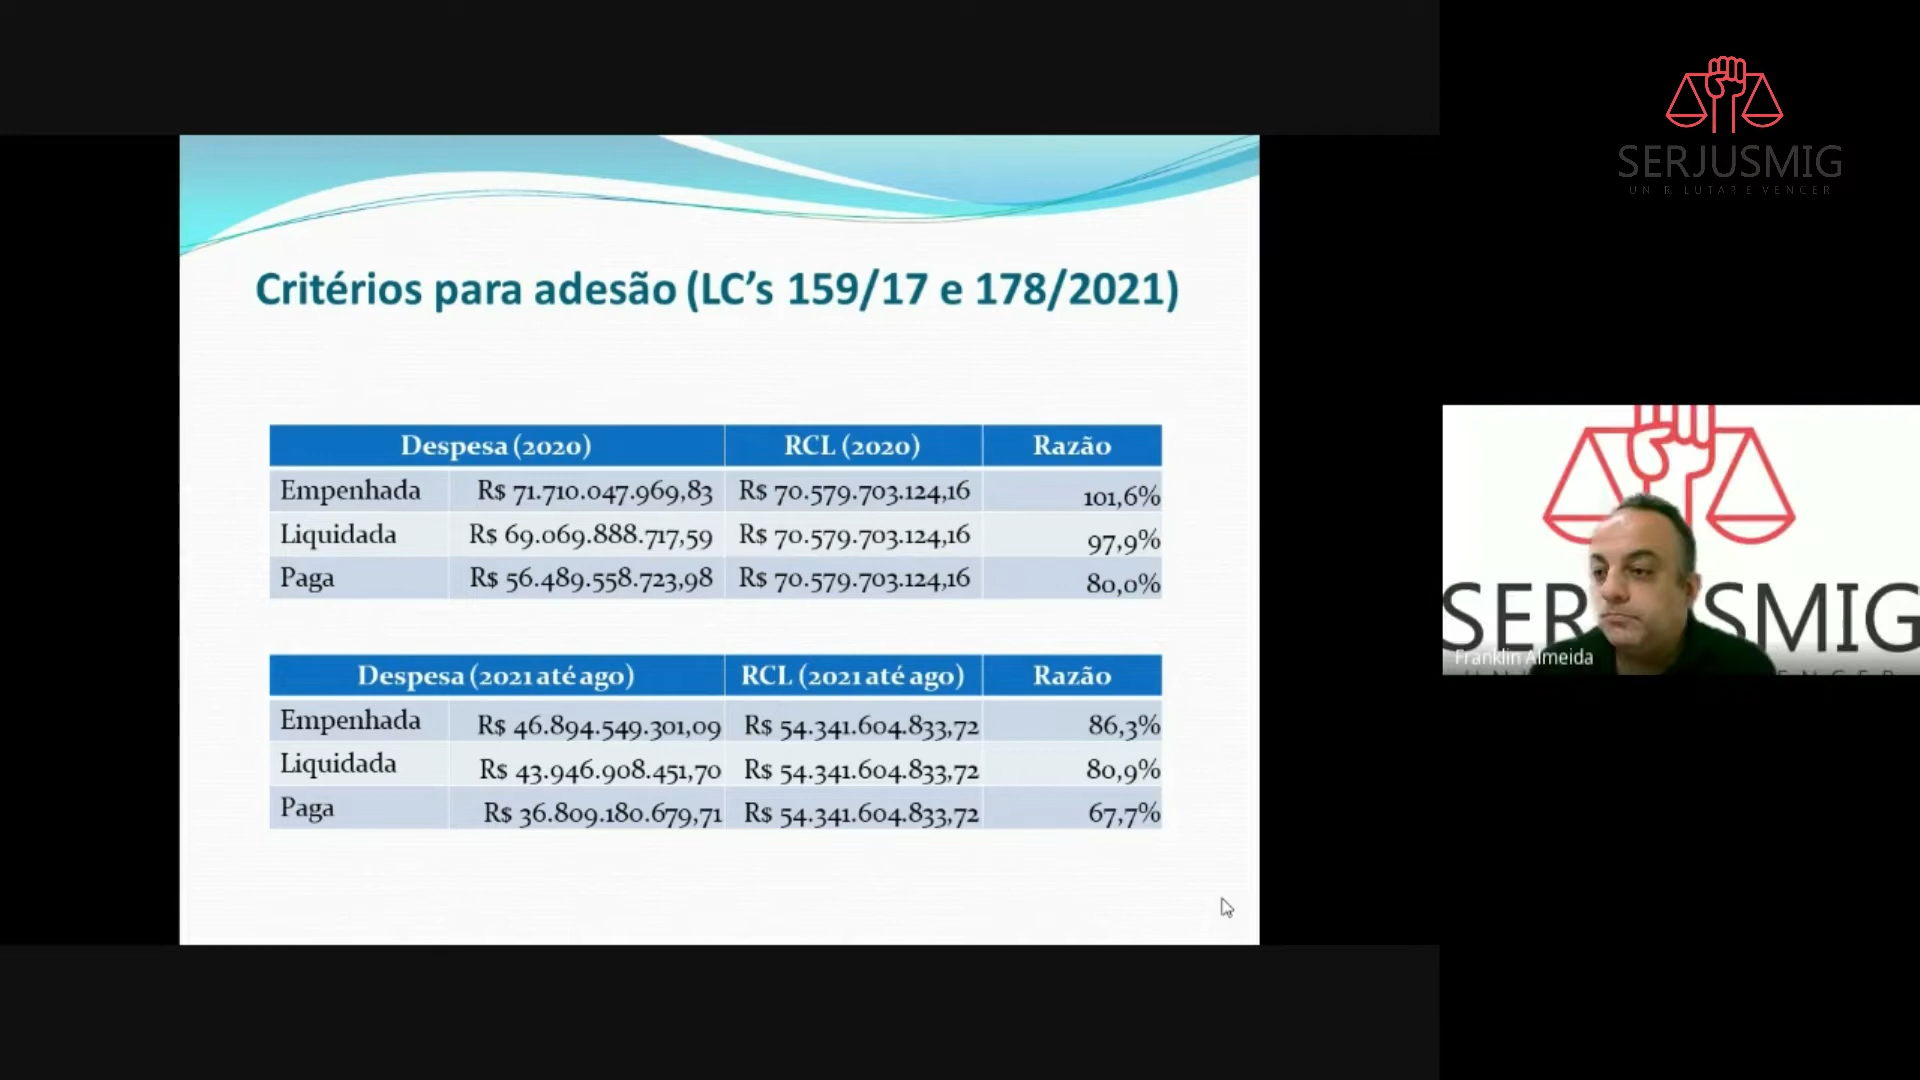 SERJUSMIG
UNIR LUTAR E VENCER
Critérios para adesão (LC’s 159/17 e 178/2021)
Despesa (2020) RCL (2020) Razão
Empenhada R$ 71.710.047.969,83 R$ 70.579.703.124,16 101,6%
Liquidada R$ 69.069.888.717,59 R$ 70.579.703.124,16 97,9%
Paga R$ 56.489.558.723,98 R$ 70.579.703.124,16 80,0%
Despesa (2021 até ago) RCL (2021 até ago) Razão
Empenhada R$ 46.894.549.301,09 R$ 54.341.604.833,72 86,3%
Liquidada R$ 43.946.908.451,70 R$ 54.341.604.833,72 80,9%
Paga R$ 36.809.180.679,71 R$ 54.341.604.833,72 67,7%
SER SMIG
Franklin Almeida